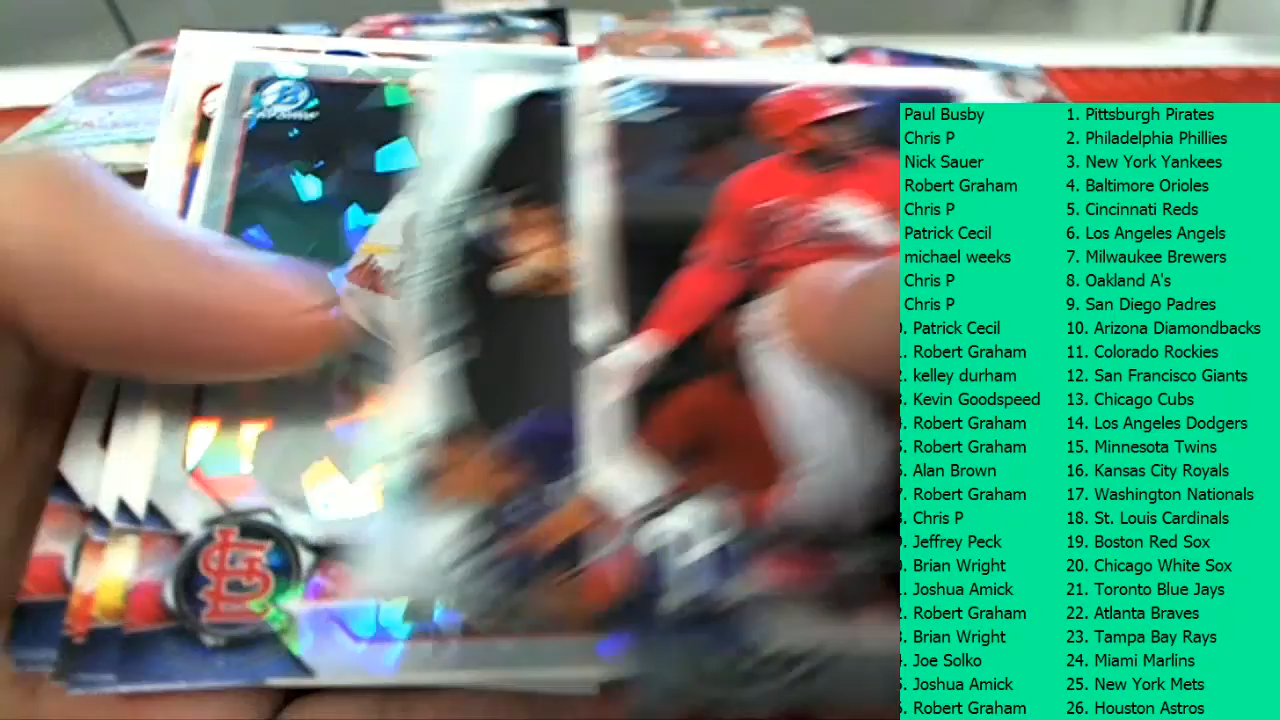 Paul Busby 1. Pittsburgh Pirates
Chris P 2. Philadelphia Phillies
Nick Sauer 3. New York Yankees
Robert Graham 4. Baltimore Orioles
Chris P 5. Cincinnati Reds
Patrick Cecil 6. Los Angeles Angels
michael weeks 7. Milwaukee Brewers
Chris P 8. Oakland A's
Chris P 9. San Diego Padres
. Patrick Cecil 10. Arizona Diamondbacks
. Robert Graham 11. Colorado Rockies
. kelley durham 12. San Francisco Giants
. Kevin Goodspeed 13. Chicago Cubs
. Robert Graham 14. Los Angeles Dodgers
. Robert Graham 15. Minnesota Twins
. Alan Brown 16. Kansas City Royals
. Robert Graham 17. Washington Nationals
. Chris P 18. St. Louis Cardinals
. Jeffrey Peck 19. Boston Red Sox
. Brian Wright 20. Chicago White Sox
. Joshua Amick 21. Toronto Blue Jays
. Robert Graham 22. Atlanta Braves
. Brian Wright 23. Tampa Bay Rays
. Joe Solko 24. Miami Marlins
. Joshua Amick 25. New York Mets
. Robert Graham 26. Houston Astros
STL